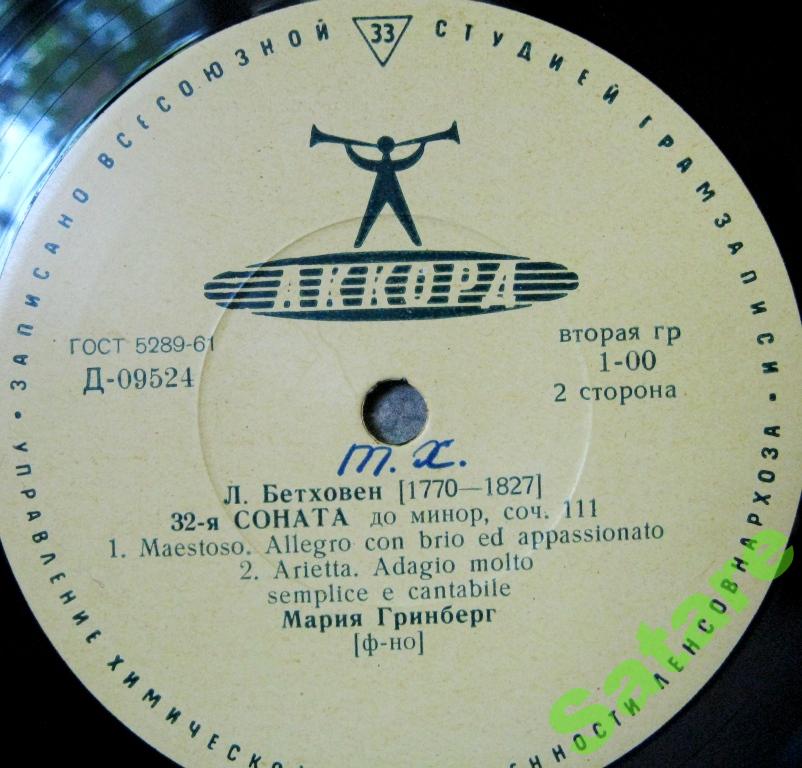 ЗАПИСАНО ВСЕСОЮЗНОЙ 33 СТУДИЕЙ ГРАМЗАПИСИ
АККОРД
ГОСТ 5289-61
Д-09524
вторая гр
1-00
2 сторона
т. х.
Л. Бетховен [1770—1827]
32-я СОНАТА до минор, соч. 111
1. Maestoso. Allegro con brio ed appassionato
2. Arietta. Adagio molto
semplice e cantabile
Мария Гринберг
[ф-но]
• УПРАВЛЕНИЕ ХИМИЧЕСКО ЕННОСТИ ЛЕНСОВНАРХОЗА •
Satare